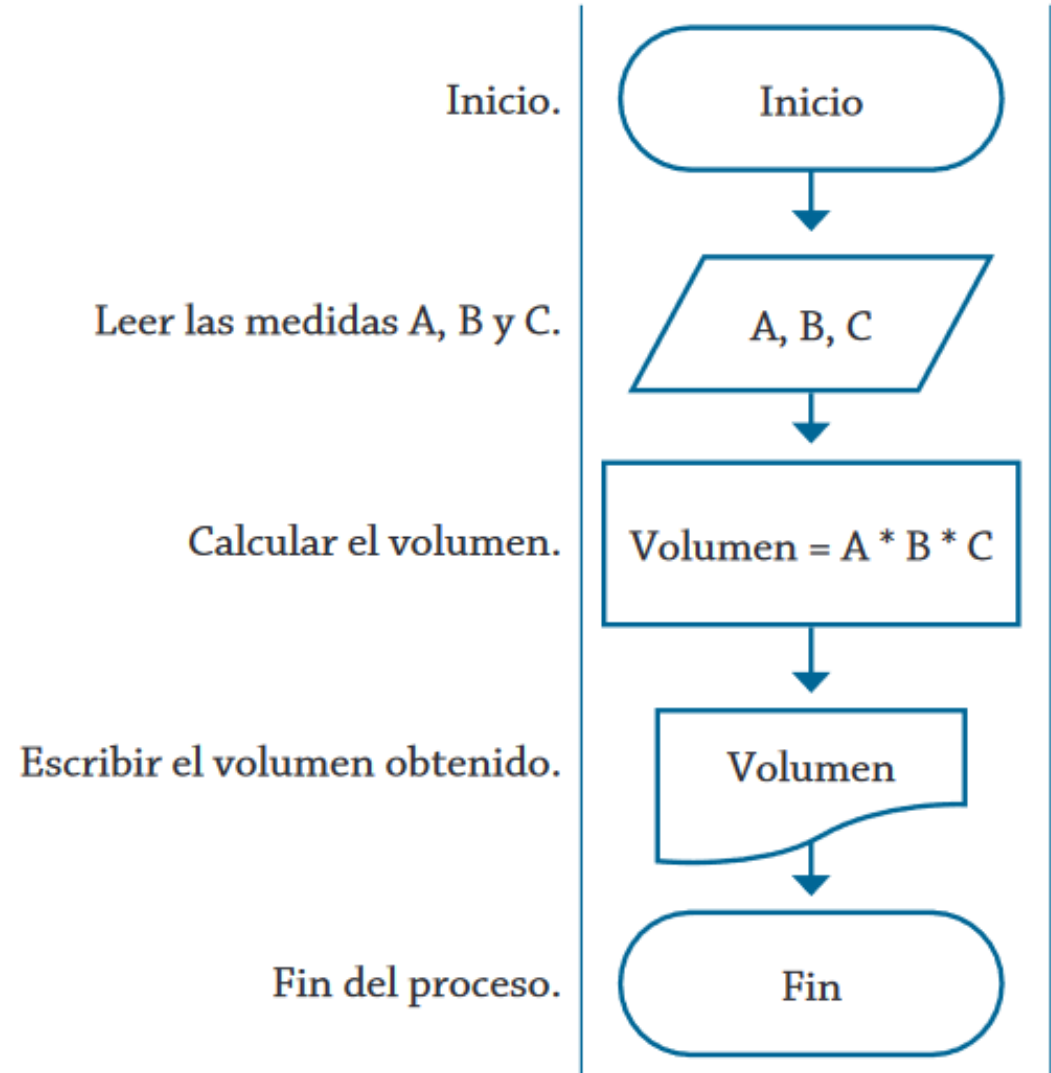 Inicio.
Inicio
Leer las medidas A, B y C.
A, B, C
Calcular el volumen.
Volumen = A * B * C
Escribir el volumen obtenido.
Volumen
Fin del proceso.
Fin